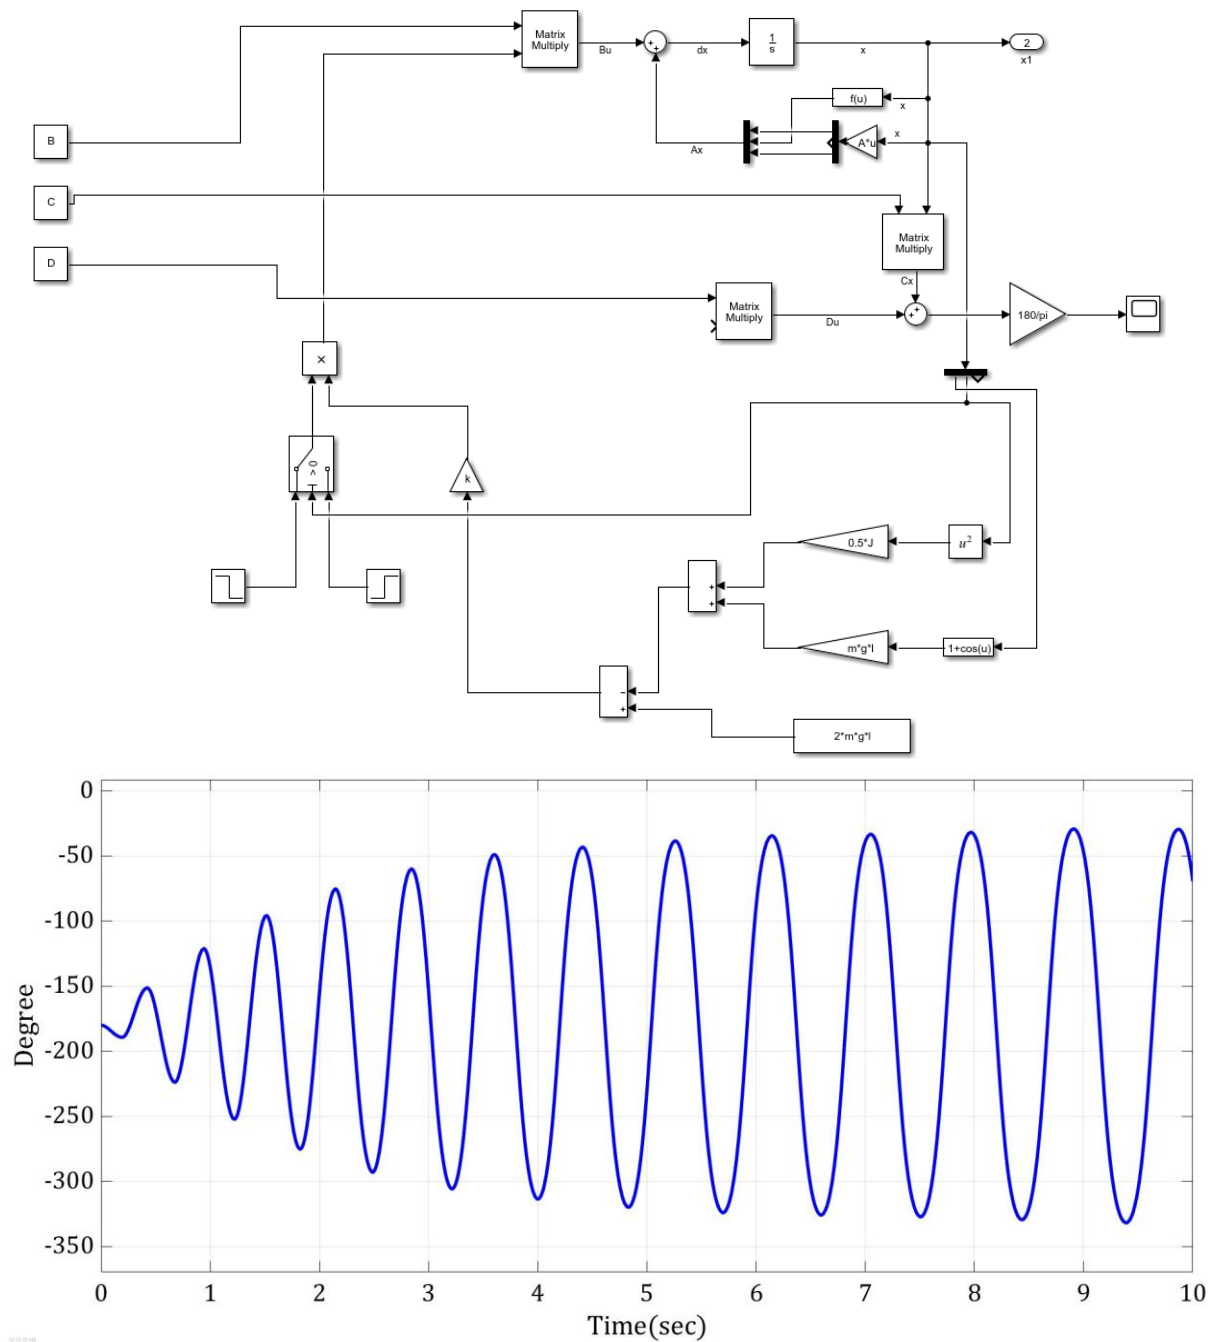 Matrix
Multiply
Bu
+
+
dx
1
s
x
2
x1
f(u)
x
B
Ax
A*u
x
C
Matrix
Multiply
D
Cx
Matrix
Multiply
Du
+
+
180/pi
×
> 0
k
0.5*J
u²
+
+
m*g*l
1+cos(u)
−
+
2*m*g*l
0
-50
-100
-150
-200
-250
-300
-350
Degree
0 1 2 3 4 5 6 7 8 9 10
Time(sec)